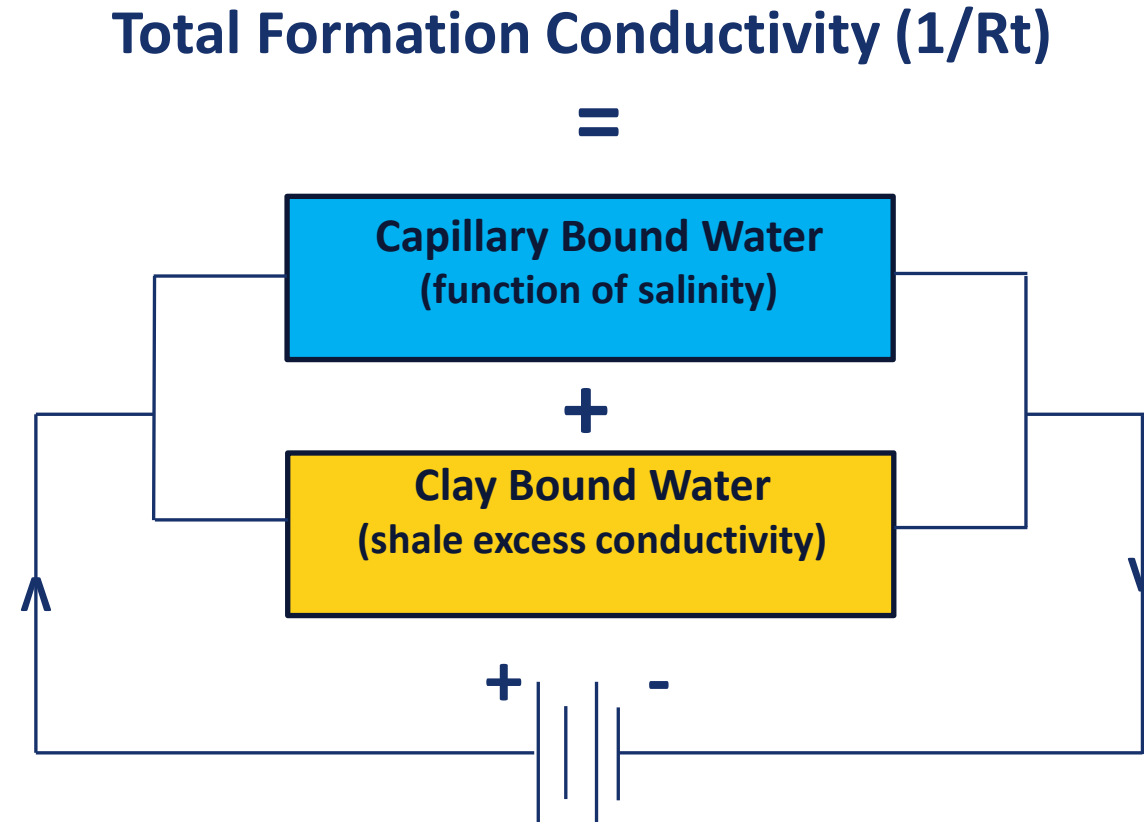 Total Formation Conductivity (1/Rt)
=
Capillary Bound Water
(function of salinity)
+
Clay Bound Water
(shale excess conductivity)
+ -